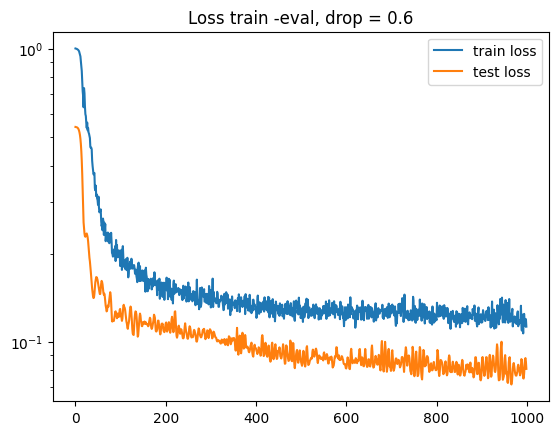 Loss train -eval, drop = 0.6
train loss
test loss
10⁰
10⁻¹
0 200 400 600 800 1000